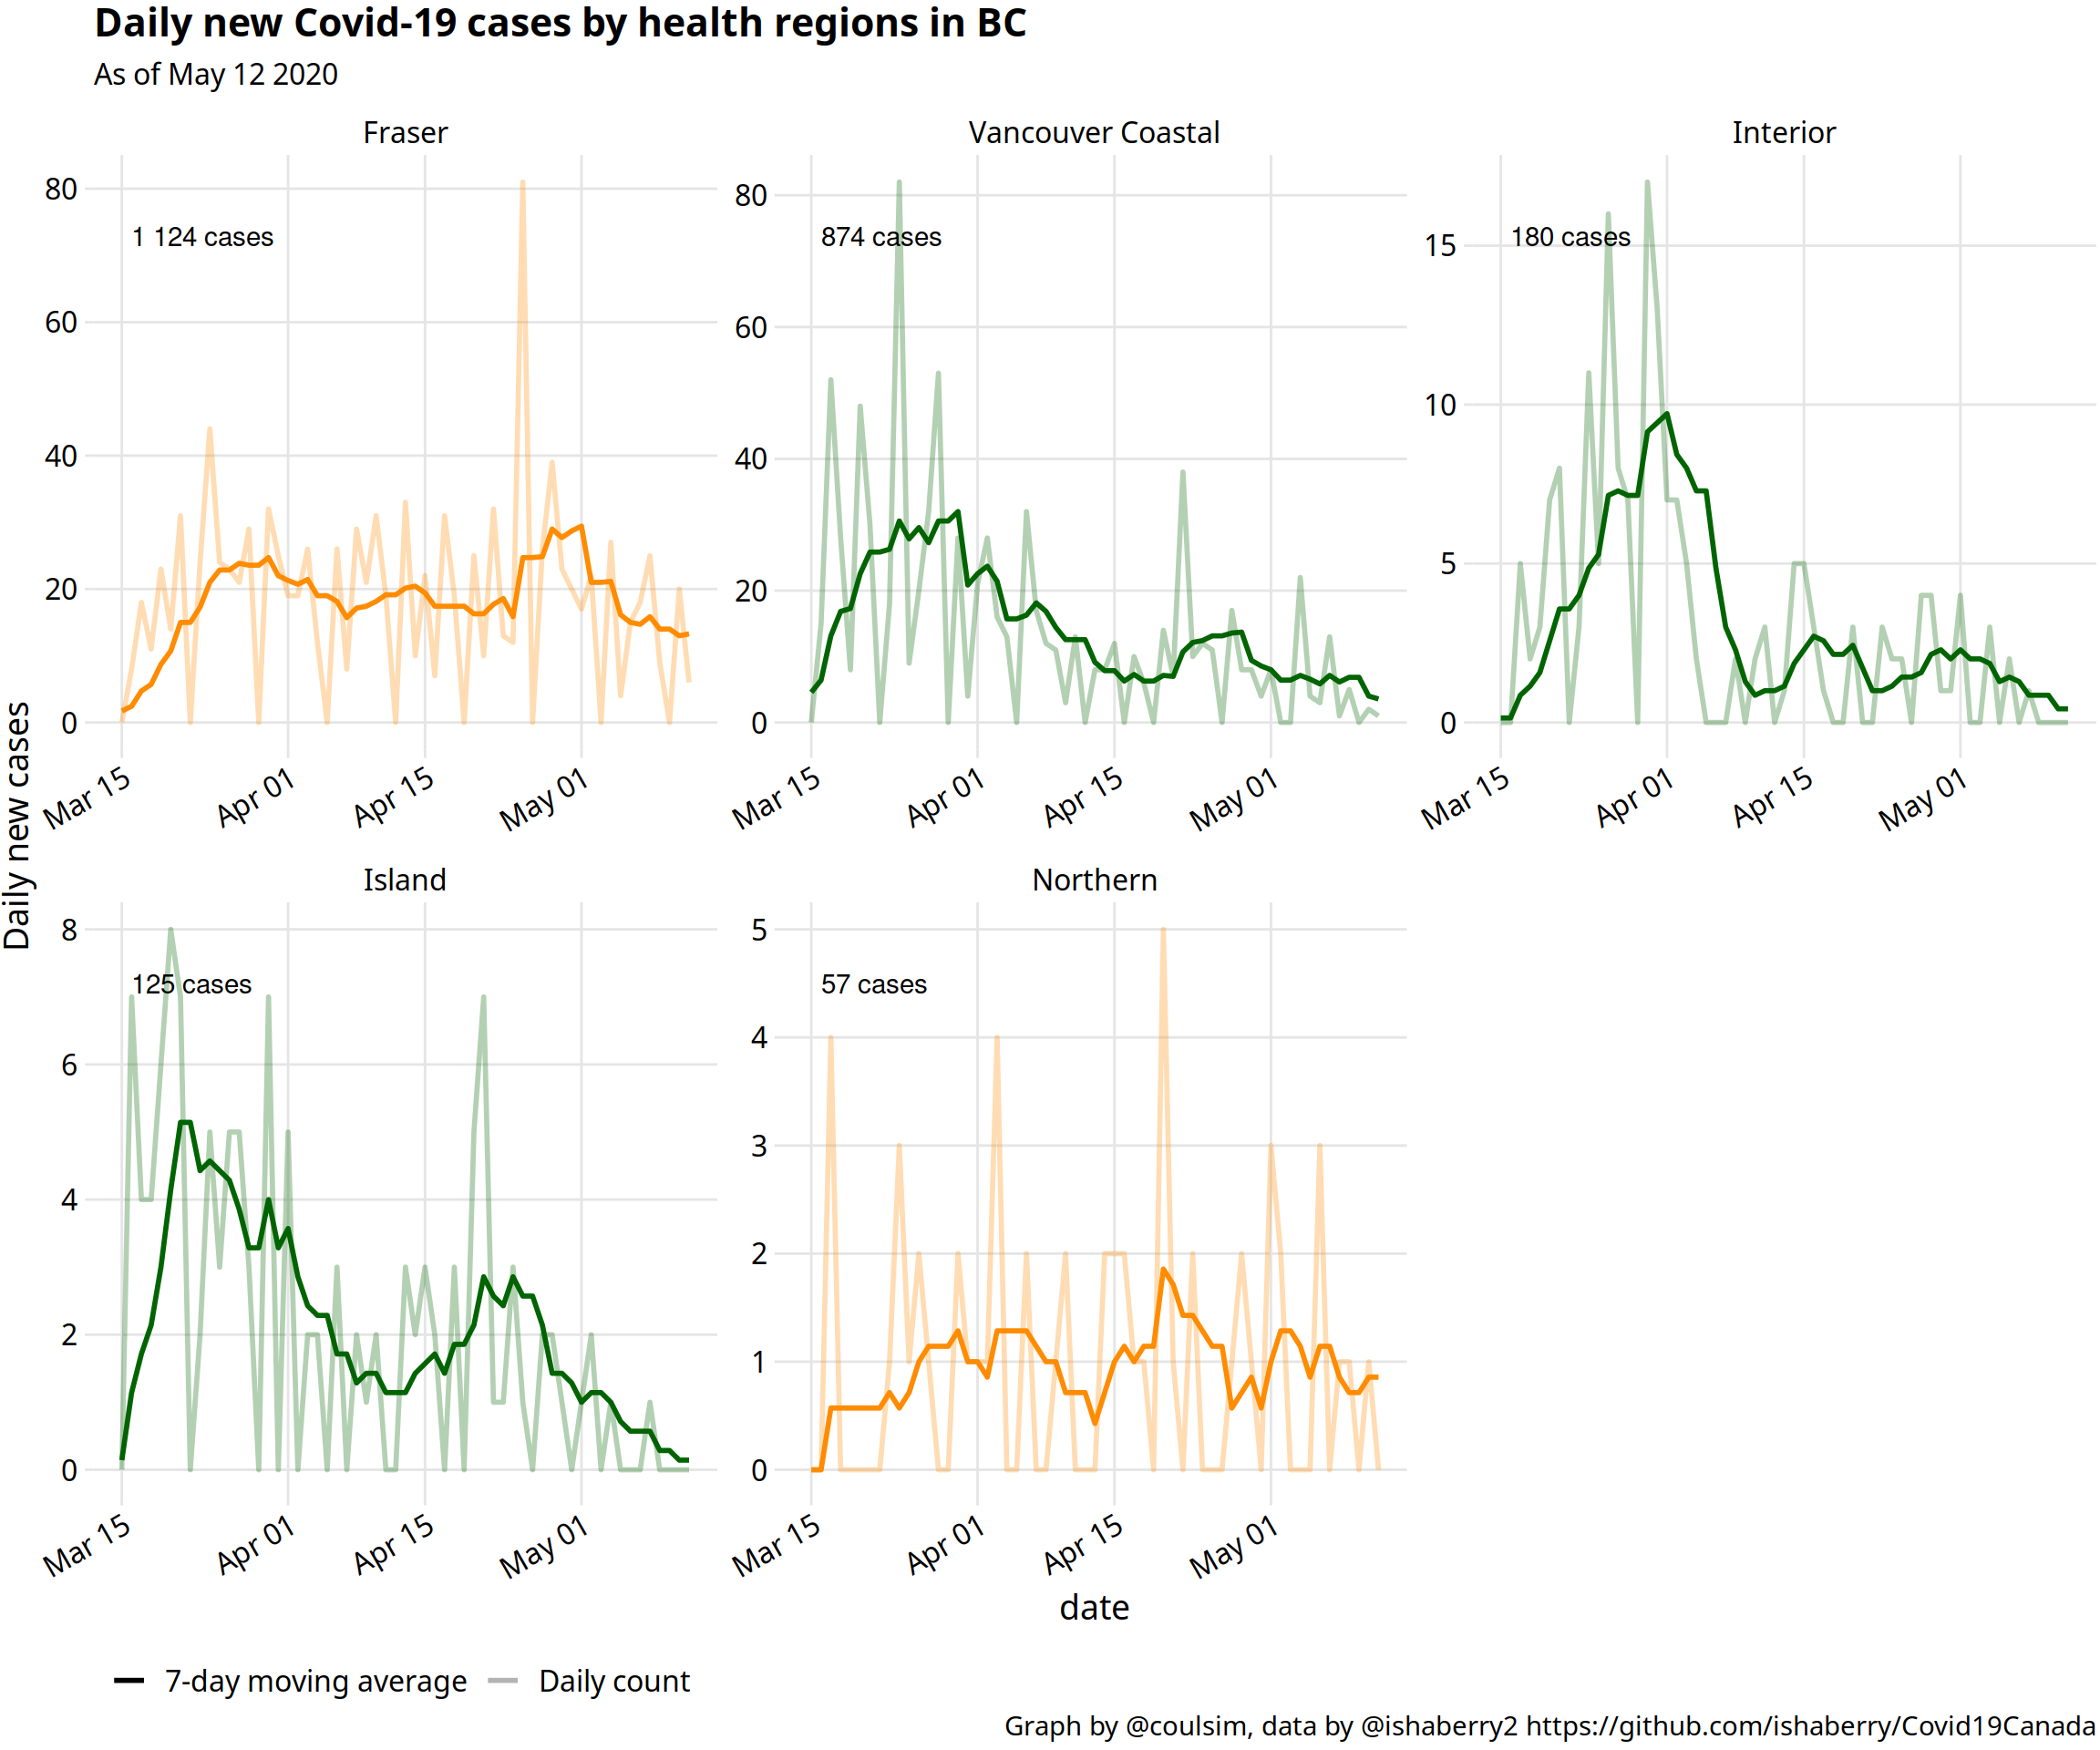 Daily new Covid-19 cases by health regions in BC
As of May 12 2020
Fraser
Vancouver Coastal
Interior
80
60
40
20
0
1 124 cases
Mar 15
Apr 01
Apr 15
May 01
80
60
40
20
0
874 cases
Mar 15
Apr 01
Apr 15
May 01
15
10
5
0
180 cases
Mar 15
Apr 01
Apr 15
May 01
Daily new cases
Island
Northern
8
6
4
2
0
125 cases
Mar 15
Apr 01
Apr 15
May 01
5
4
3
2
1
0
57 cases
Mar 15
Apr 01
Apr 15
May 01
date
7-day moving average
Daily count
Graph by @coulsim, data by @ishaberry2 https://github.com/ishaberry/Covid19Canada